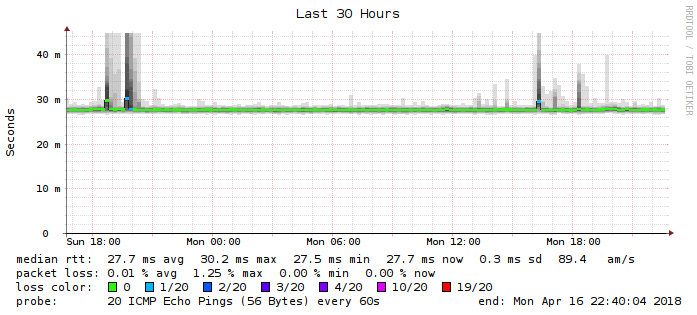 Last 30 Hours
RRDTOOL / TOBI OETIKER
Seconds
40 m
30 m
20 m
10 m
0
Sun 18:00 Mon 00:00 Mon 06:00 Mon 12:00 Mon 18:00
median rtt: 27.7 ms avg 30.2 ms max 27.5 ms min 27.7 ms now 0.3 ms sd 89.4 am/s
packet loss: 0.01 % avg 1.25 % max 0.00 % min 0.00 % now
loss color: 0 1/20 2/20 3/20 4/20 10/20 19/20
probe: 20 ICMP Echo Pings (56 Bytes) every 60s end: Mon Apr 16 22:40:04 2018